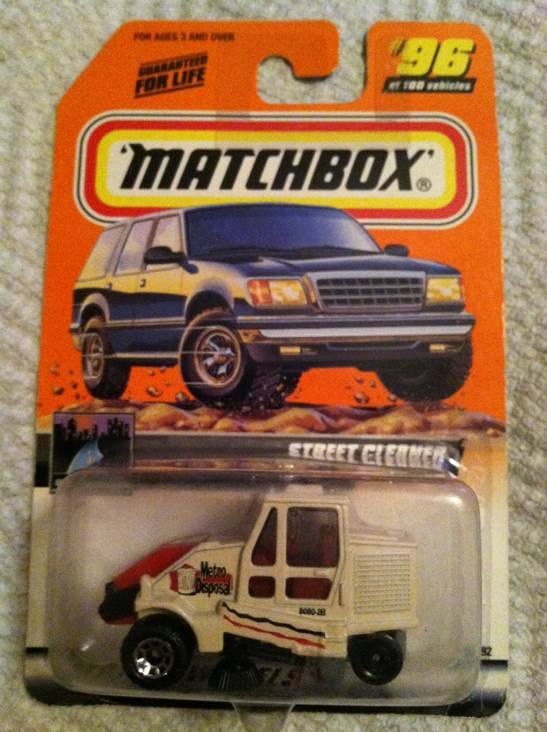 FOR AGES 3 AND OVER
GUARANTEED
FOR LIFE
#96
of 100 vehicles
'MATCHBOX'®
STREET CLEANER
Metro
Disposal
92